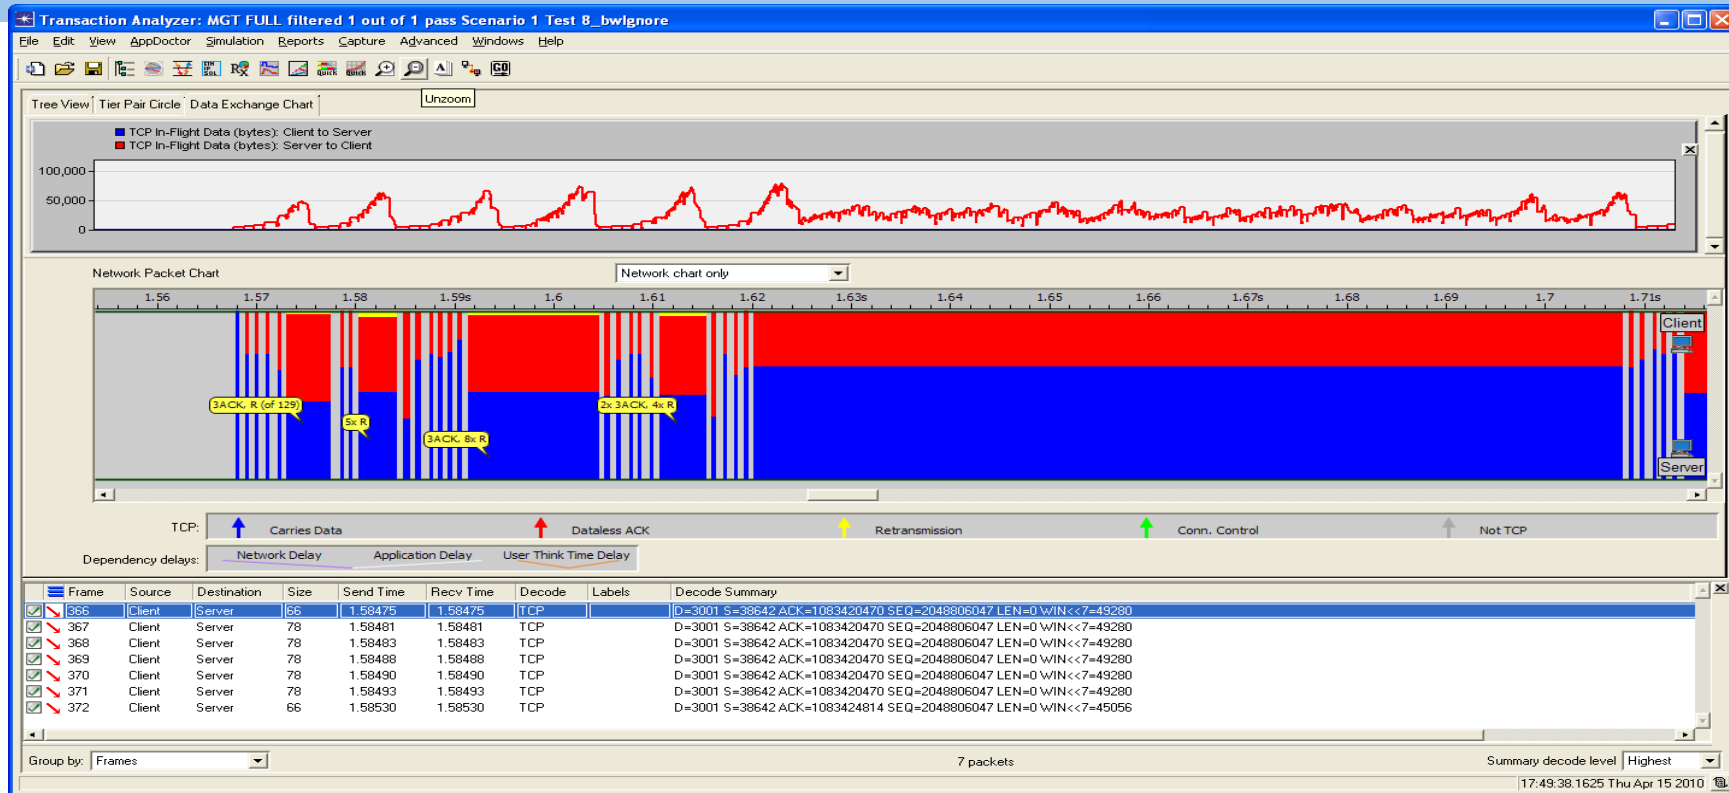 Transaction Analyzer: MGT FULL filtered 1 out of 1 pass Scenario 1 Test 8_bwIgnore
File Edit View AppDoctor Simulation Reports Capture Advanced Windows Help
QUICK QUICK GO
Unzoom
Tree View Tier Pair Circle Data Exchange Chart
TCP In-Flight Data (bytes): Client to Server
TCP In-Flight Data (bytes): Server to Client
100,000
50,000
0
Network Packet Chart Network chart only
1.56 1.57 1.58 1.59s 1.6 1.61 1.62 1.63s 1.64 1.65 1.66 1.67s 1.68 1.69 1.7 1.71s
Client
3ACK, R (of 129)
2x 3ACK, 4x R
5x R
3ACK, 8x R
Server
TCP: Carries Data Dataless ACK Retransmission Conn. Control Not TCP
Dependency delays: Network Delay Application Delay User Think Time Delay
Frame Source Destination Size Send Time Recv Time Decode Labels Decode Summary
366 Client Server 66 1.58475 1.58475 TCP D=3001 S=38642 ACK=1083420470 SEQ=2048806047 LEN=0 WIN<<7=49280
367 Client Server 78 1.58481 1.58481 TCP D=3001 S=38642 ACK=1083420470 SEQ=2048806047 LEN=0 WIN<<7=49280
368 Client Server 78 1.58483 1.58483 TCP D=3001 S=38642 ACK=1083420470 SEQ=2048806047 LEN=0 WIN<<7=49280
369 Client Server 78 1.58488 1.58488 TCP D=3001 S=38642 ACK=1083420470 SEQ=2048806047 LEN=0 WIN<<7=49280
370 Client Server 78 1.58490 1.58490 TCP D=3001 S=38642 ACK=1083420470 SEQ=2048806047 LEN=0 WIN<<7=49280
371 Client Server 78 1.58493 1.58493 TCP D=3001 S=38642 ACK=1083420470 SEQ=2048806047 LEN=0 WIN<<7=49280
372 Client Server 66 1.58530 1.58530 TCP D=3001 S=38642 ACK=1083424814 SEQ=2048806047 LEN=0 WIN<<7=45056
Group by: Frames 7 packets Summary decode level Highest
17:49:38.1625 Thu Apr 15 2010